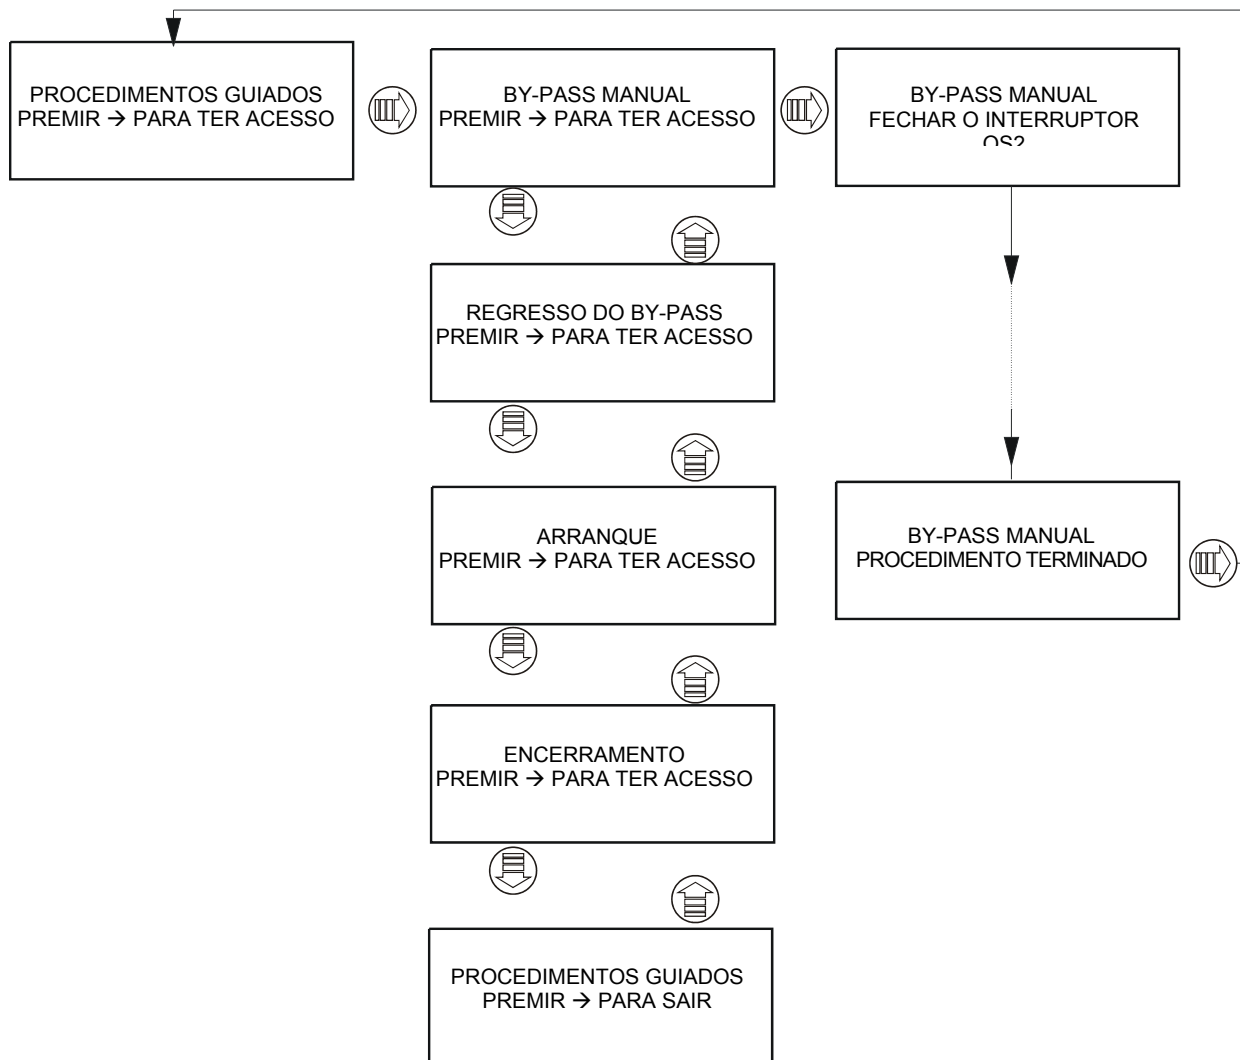 PROCEDIMENTOS GUIADOS
PREMIR → PARA TER ACESSO
BY-PASS MANUAL
PREMIR → PARA TER ACESSO
BY-PASS MANUAL
FECHAR O INTERRUPTOR
REGRESSO DO BY-PASS
PREMIR → PARA TER ACESSO
ARRANQUE
PREMIR → PARA TER ACESSO
BY-PASS MANUAL
PROCEDIMENTO TERMINADO
ENCERRAMENTO
PREMIR → PARA TER ACESSO
PROCEDIMENTOS GUIADOS
PREMIR → PARA SAIR